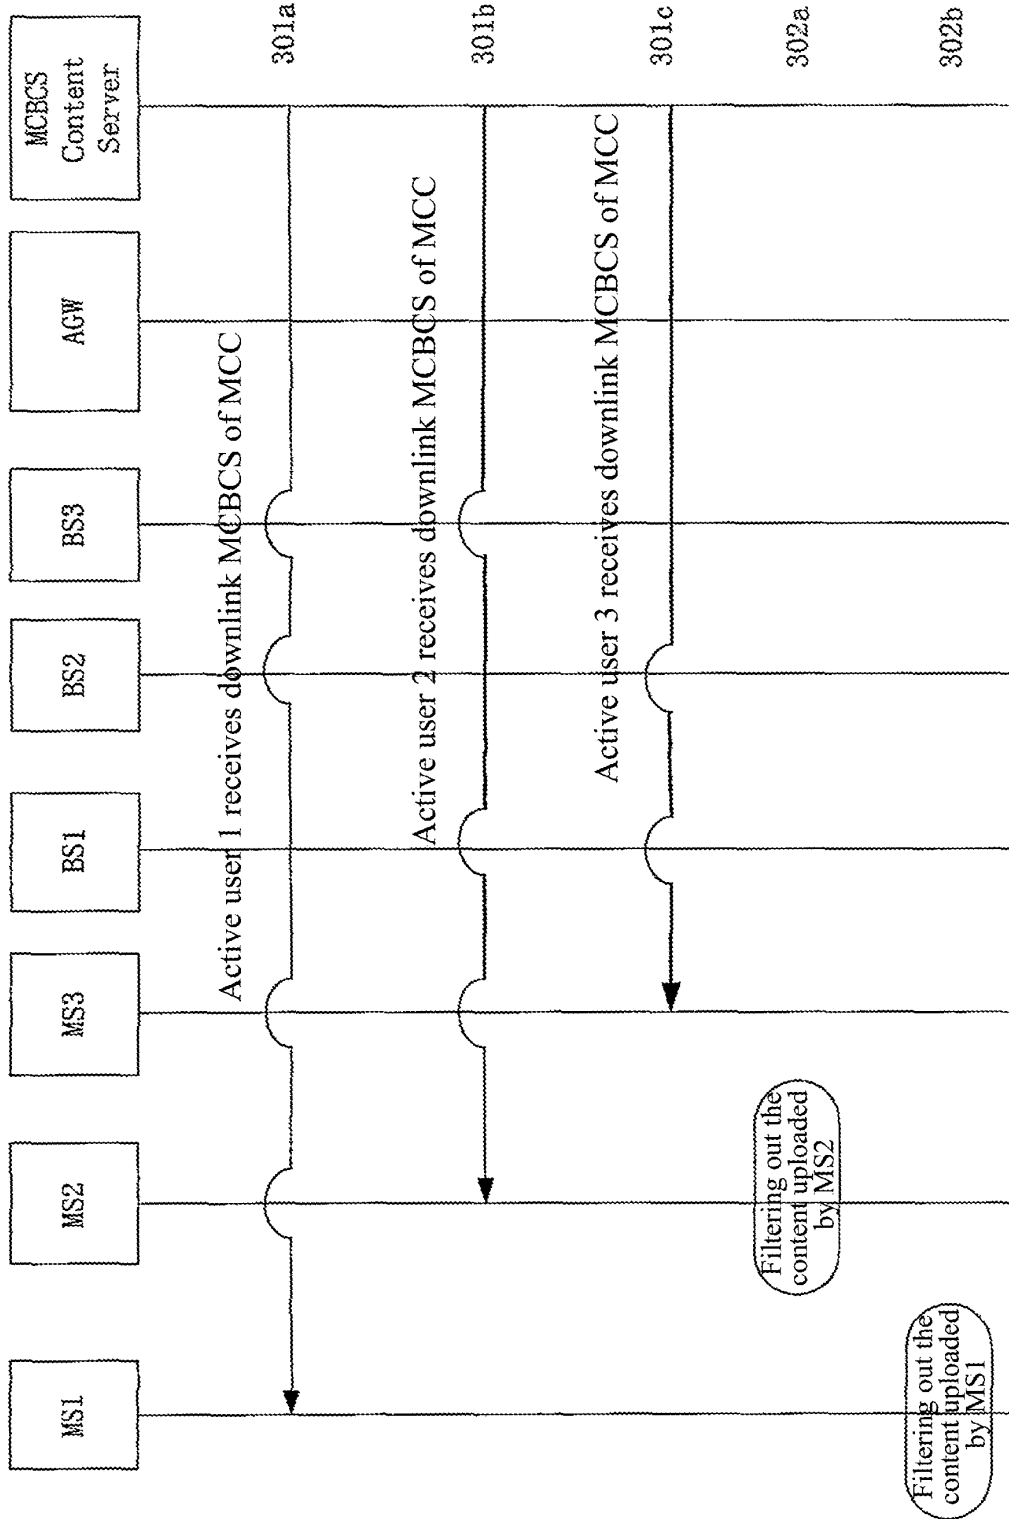 MS1
MS2
MS3
BS1
BS2
BS3
AGW
MCBCS
Content
Server
Active user 1 receives downlink MCBCS of MCC
301a
Active user 2 receives downlink MCBCS of MCC
301b
Active user 3 receives downlink MCBCS of MCC
301c
Filtering out the
content uploaded
by MS2
302a
Filtering out the
content uploaded
by MS1
302b